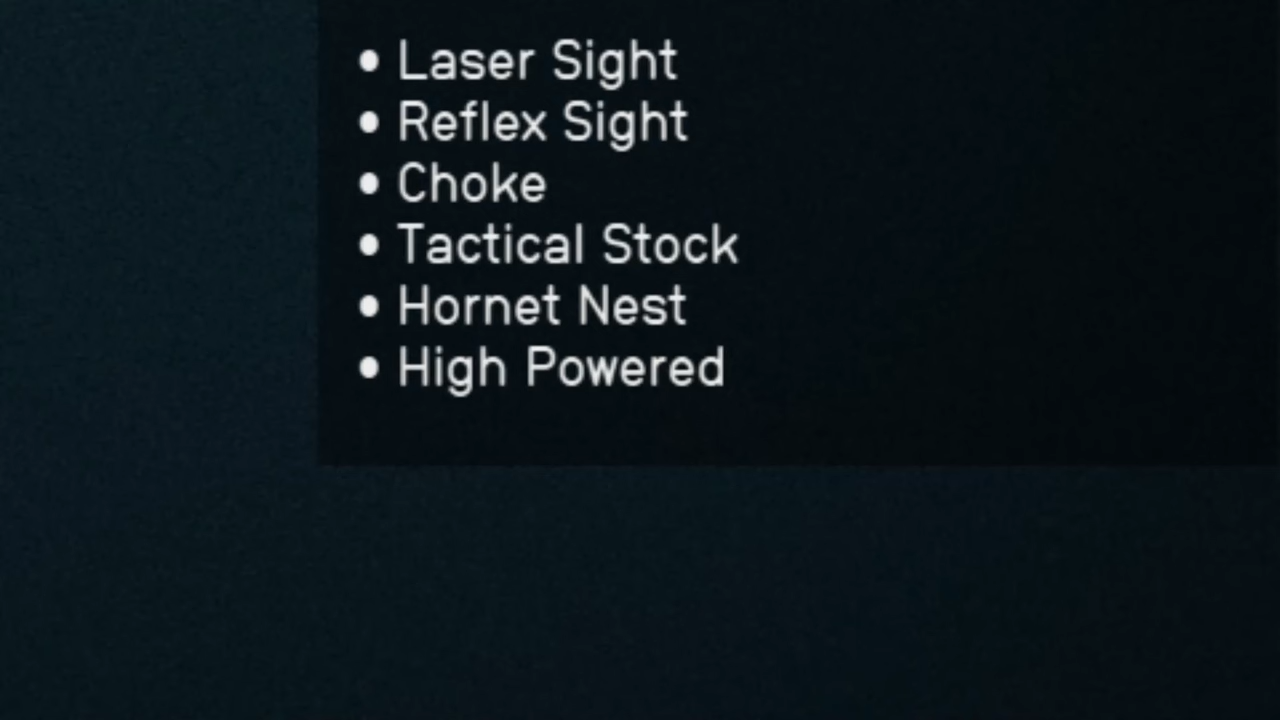 • Laser Sight
• Reflex Sight
• Choke
• Tactical Stock
• Hornet Nest
• High Powered